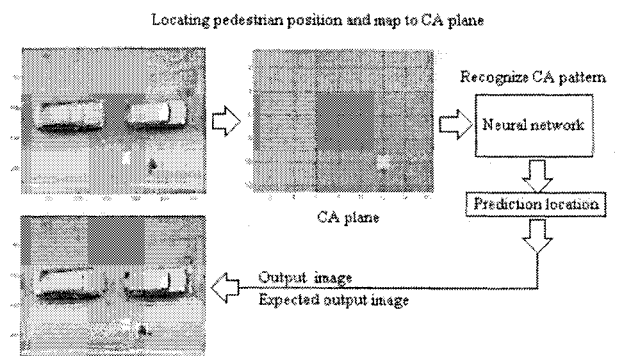 Locating pedestrian position and map to CA plane
Recognize CA pattern
Neural network
CA plane
Prediction location
Output image
Expected output image